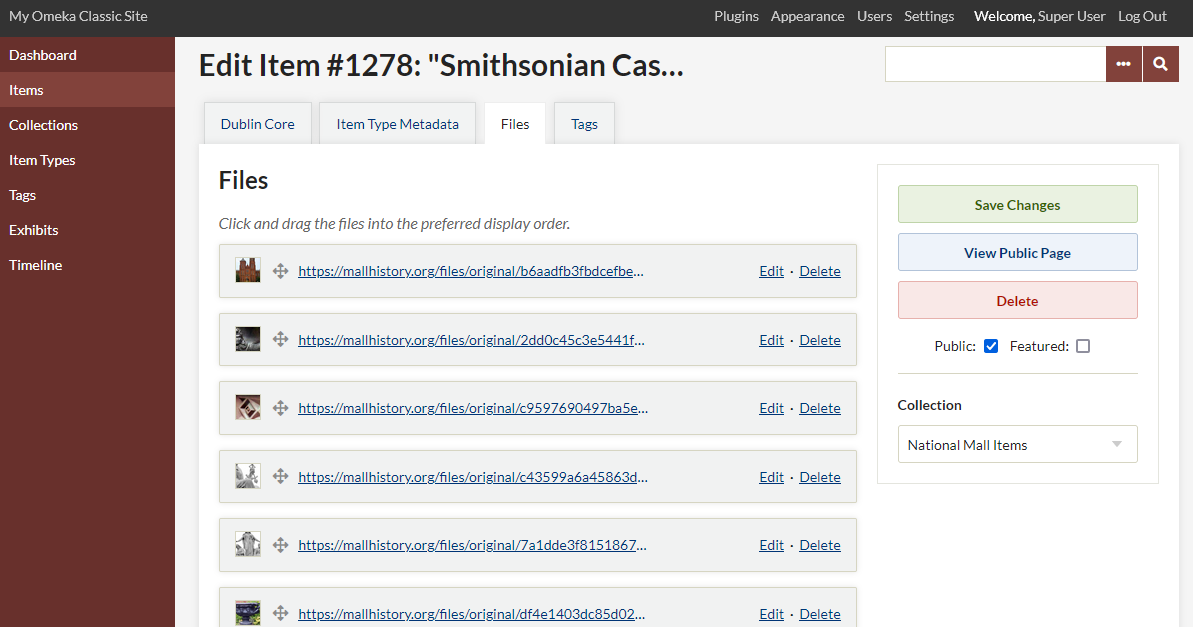 My Omeka Classic Site
Plugins Appearance Users Settings Welcome, Super User Log Out
Dashboard
Items
Collections
Item Types
Tags
Exhibits
Timeline
Edit Item #1278: "Smithsonian Cas...
Dublin Core Item Type Metadata Files Tags
Files
Click and drag the files into the preferred display order.
https://mallhistory.org/files/original/b6aadfb3fbdcefbe... Edit · Delete
https://mallhistory.org/files/original/2dd0c45c3e5441f... Edit · Delete
https://mallhistory.org/files/original/c9597690497ba5e... Edit · Delete
https://mallhistory.org/files/original/c43599a6a45863d... Edit · Delete
https://mallhistory.org/files/original/7a1dde3f8151867... Edit · Delete
https://mallhistory.org/files/original/df4e1403dc85d02... Edit · Delete
Save Changes
View Public Page
Delete
Public: Featured:
Collection
National Mall Items